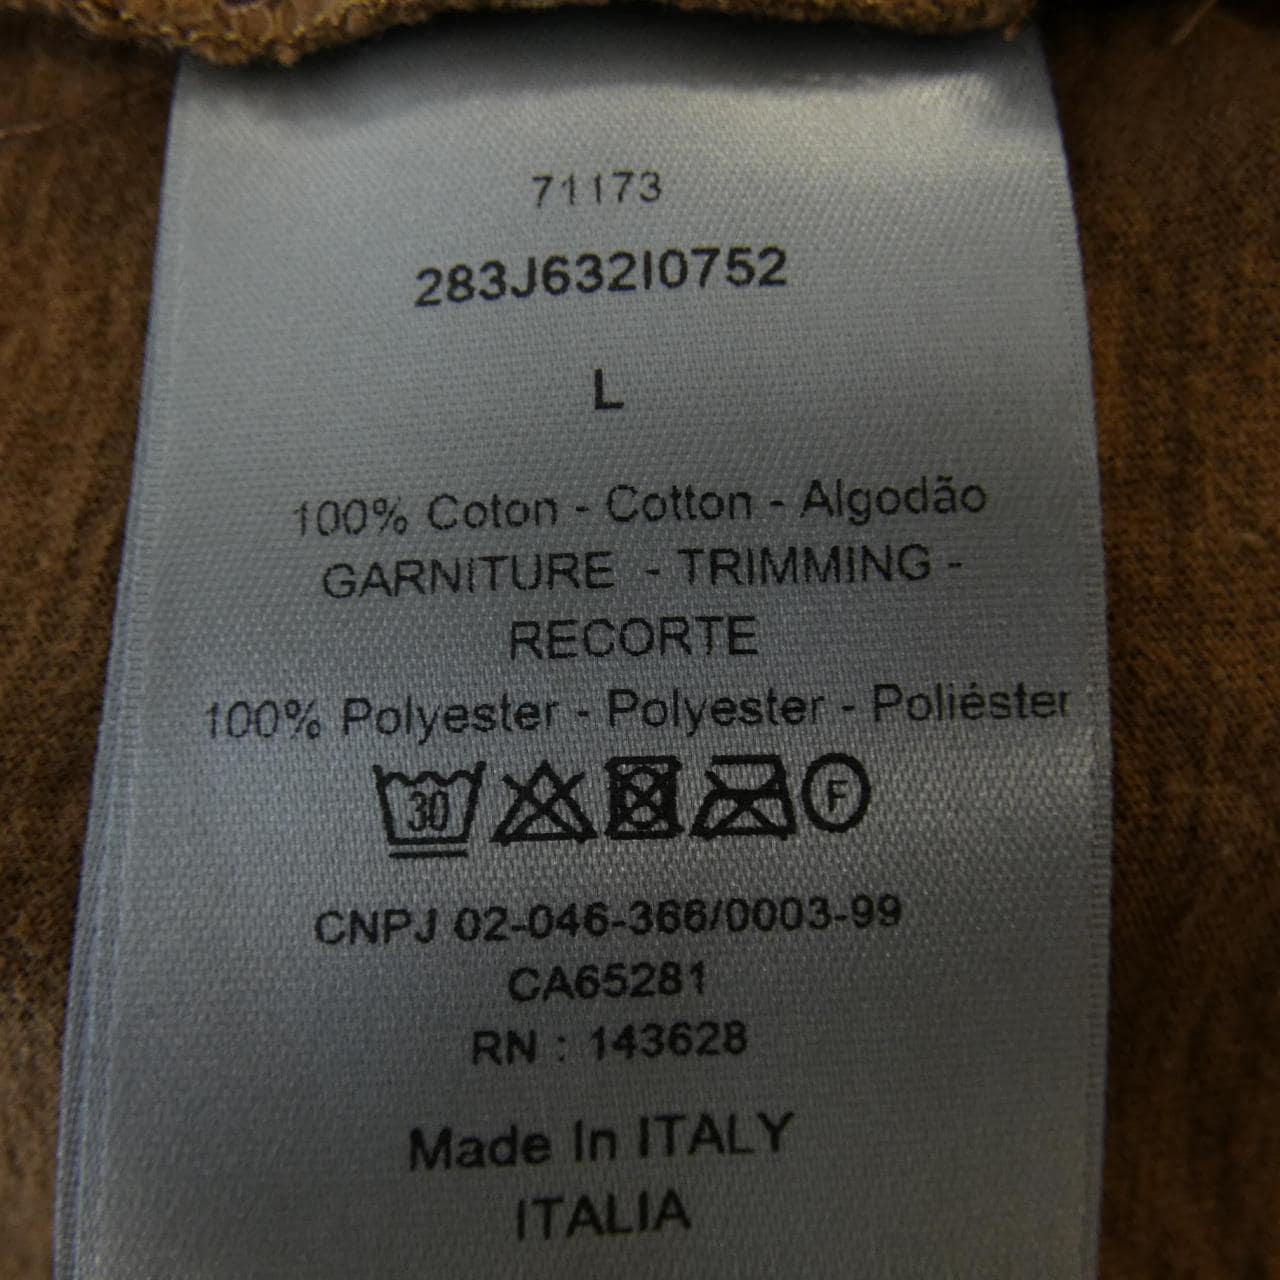 71173
283J632I0752
L
100% Coton - Cotton - Algodão
GARNITURE - TRIMMING -
RECORTE
100% Polyester - Polyester - Poliéster
30 F
CNPJ 02-046-366/0003-99
CA65281
RN : 143628
Made In ITALY
ITALIA